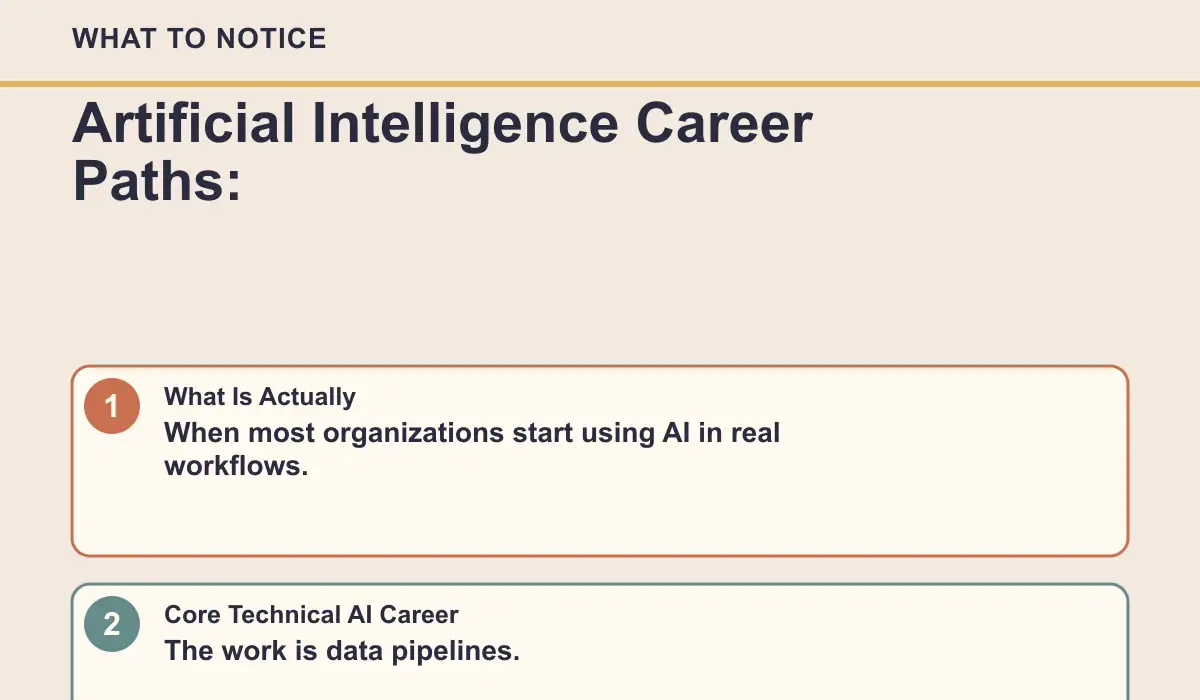 WHAT TO NOTICE
Artificial Intelligence Career
Paths:
1
What Is Actually
When most organizations start using AI in real
workflows.
2
Core Technical AI Career
The work is data pipelines.